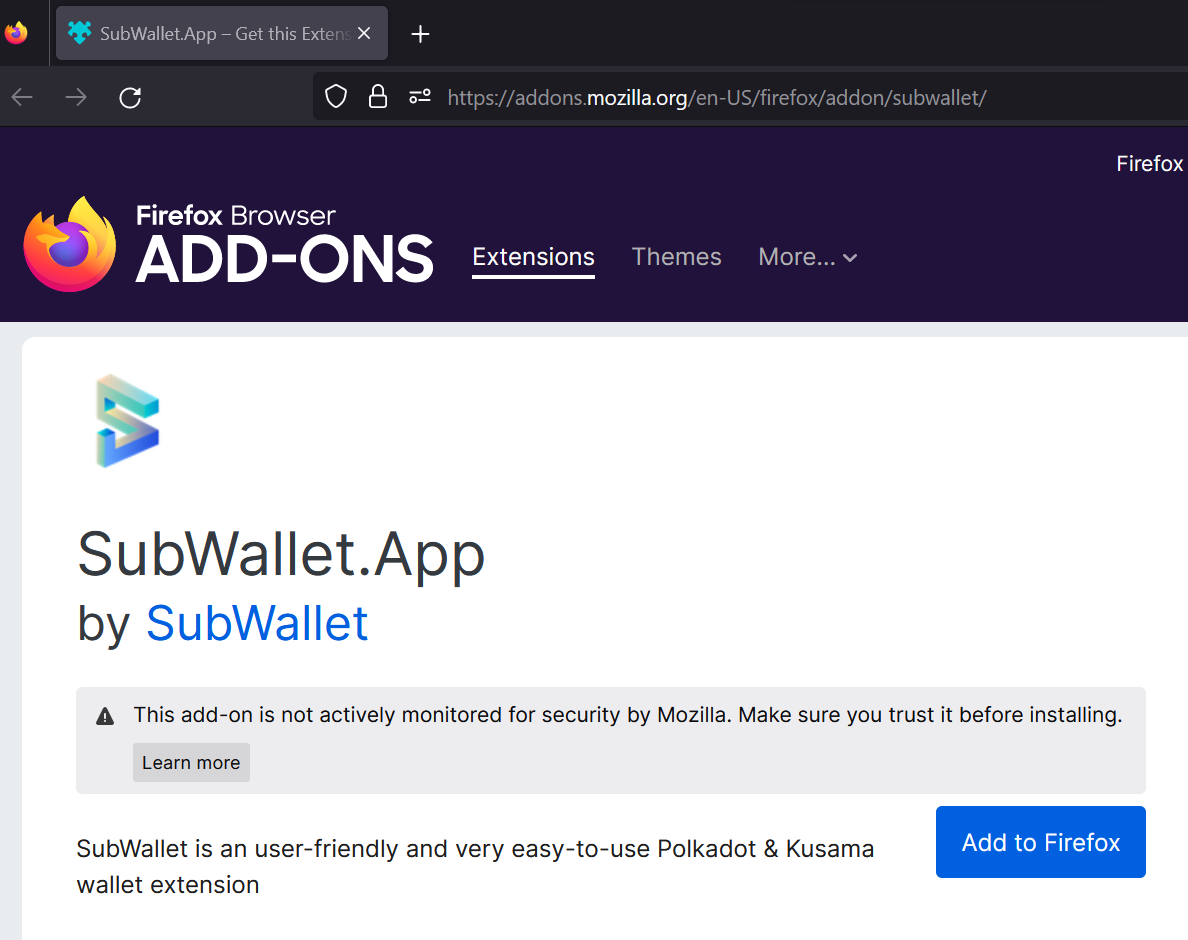 SubWallet.App – Get this Extens
https://addons.mozilla.org/en-US/firefox/addon/subwallet/
Firefox
Firefox Browser
ADD-ONS
Extensions
Themes
More...
SubWallet.App
by SubWallet
This add-on is not actively monitored for security by Mozilla. Make sure you trust it before installing.
Learn more
SubWallet is an user-friendly and very easy-to-use Polkadot & Kusama
wallet extension
Add to Firefox